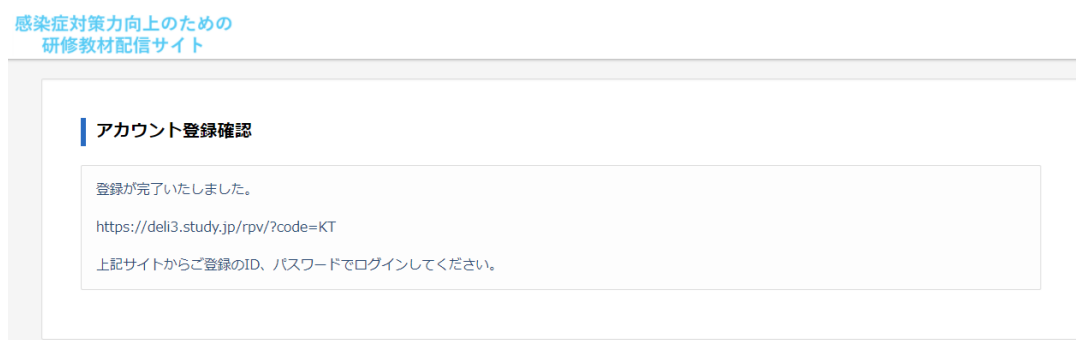 感染症対策力向上のための
研修教材配信サイト
アカウント登録確認
登録が完了いたしました。
https://deli3.study.jp/rpv/?code=KT
上記サイトからご登録のID、パスワードでログインしてください。